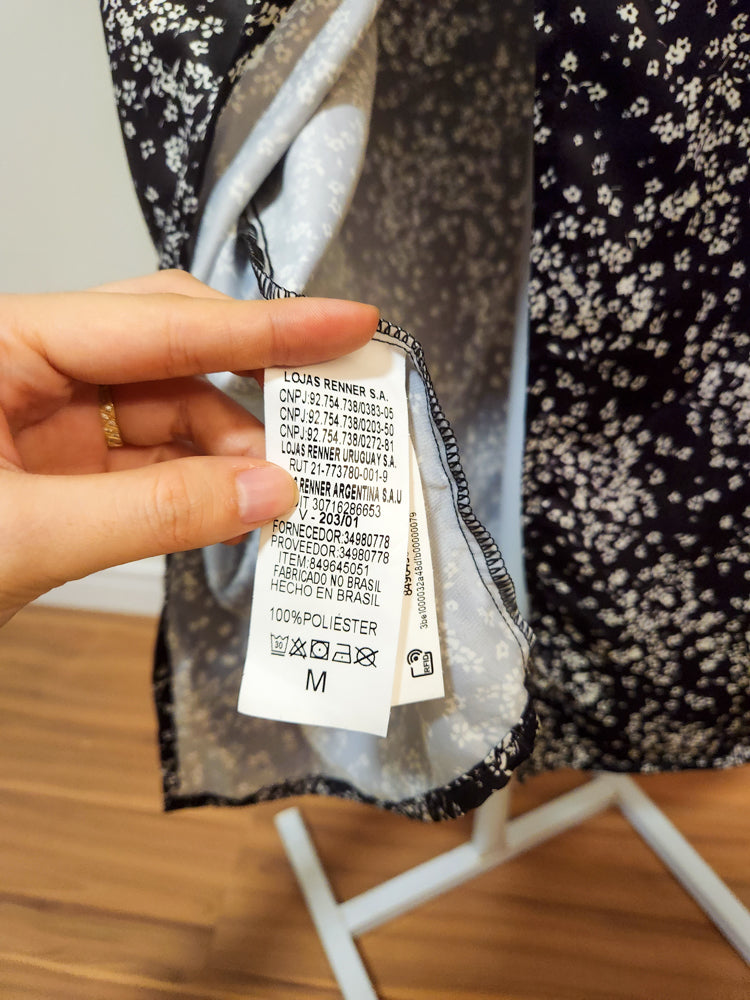 LOJAS RENNER S.A.
CNPJ:92.754.738/0383-05
CNPJ:92.754.738/0203-50
CNPJ:92.754.738/0272-81
LOJAS RENNER URUGUAY S.A.
RUT 21-773780-001-9
RENNER ARGENTINA S.A.U
30716286653
V - 203/01
FORNECEDOR:34980778
PROVEEDOR:34980778
ITEM:849645051
FABRICADO NO BRASIL
HECHO EN BRASIL
100%POLIÉSTER
30
M
RFID